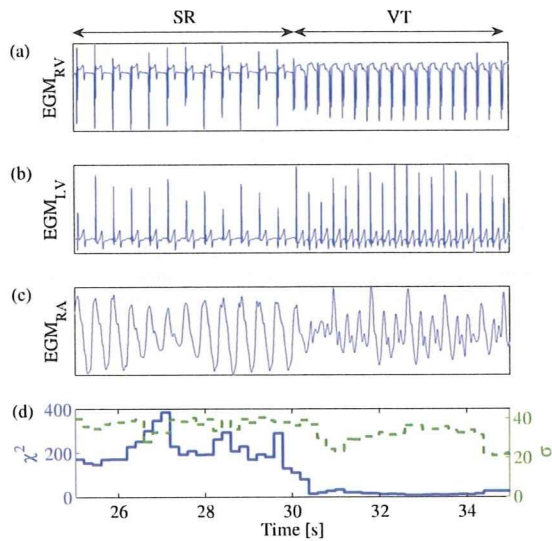 SR VT
(a) EGM_RV
(b) EGM_LV
(c) EGM_RA
(d)
χ²
400
200
0
σ
40
20
0
26 28 30 32 34
Time [s]